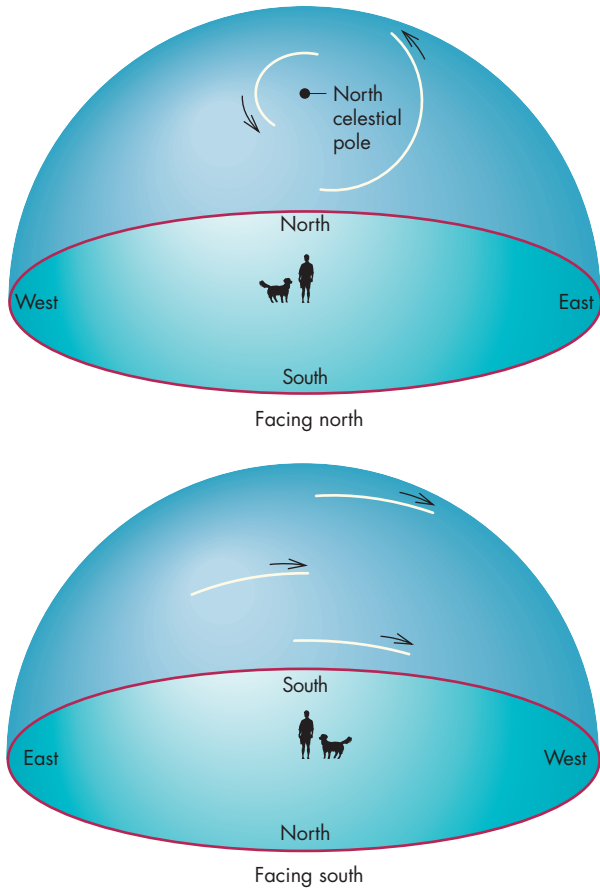 North
celestial
pole
North
West
East
South
Facing north
South
East
West
North
Facing south